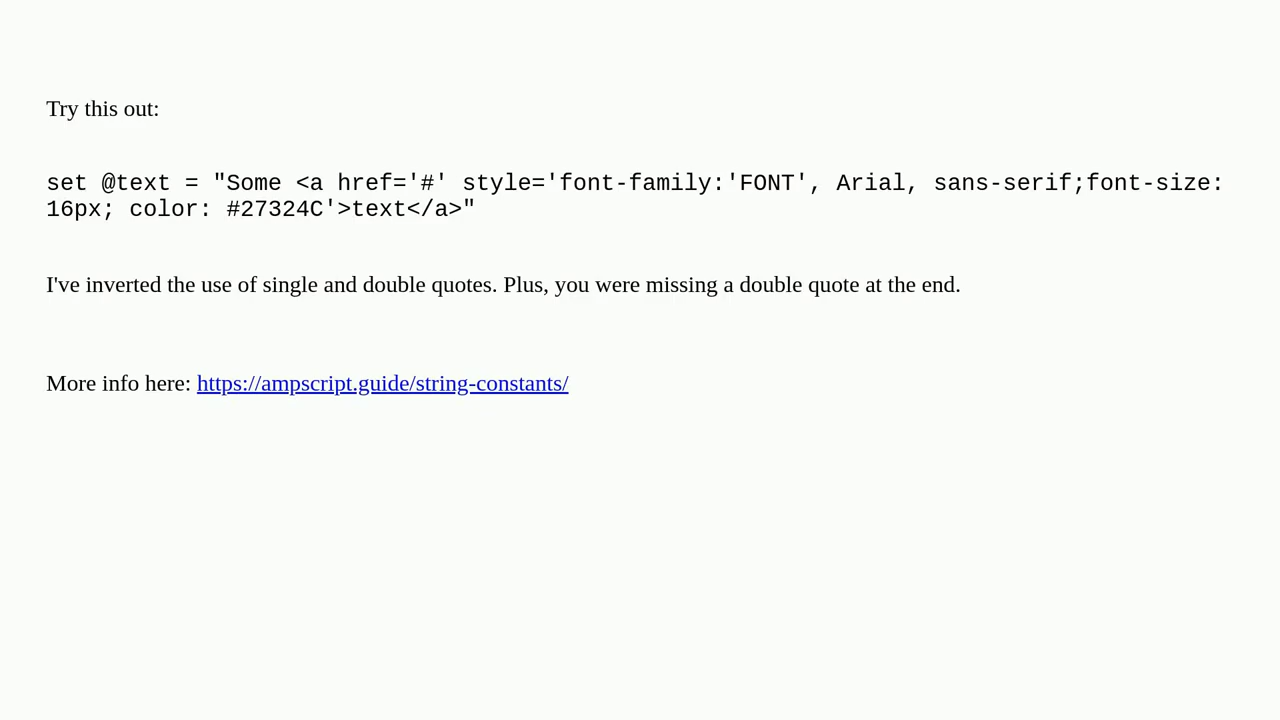 Try this out:
set @text = "Some <a href='#' style='font-family:'FONT', Arial, sans-serif;font-size:
16px; color: #27324C'>text</a>"
I've inverted the use of single and double quotes. Plus, you were missing a double quote at the end.
More info here: https://ampscript.guide/string-constants/